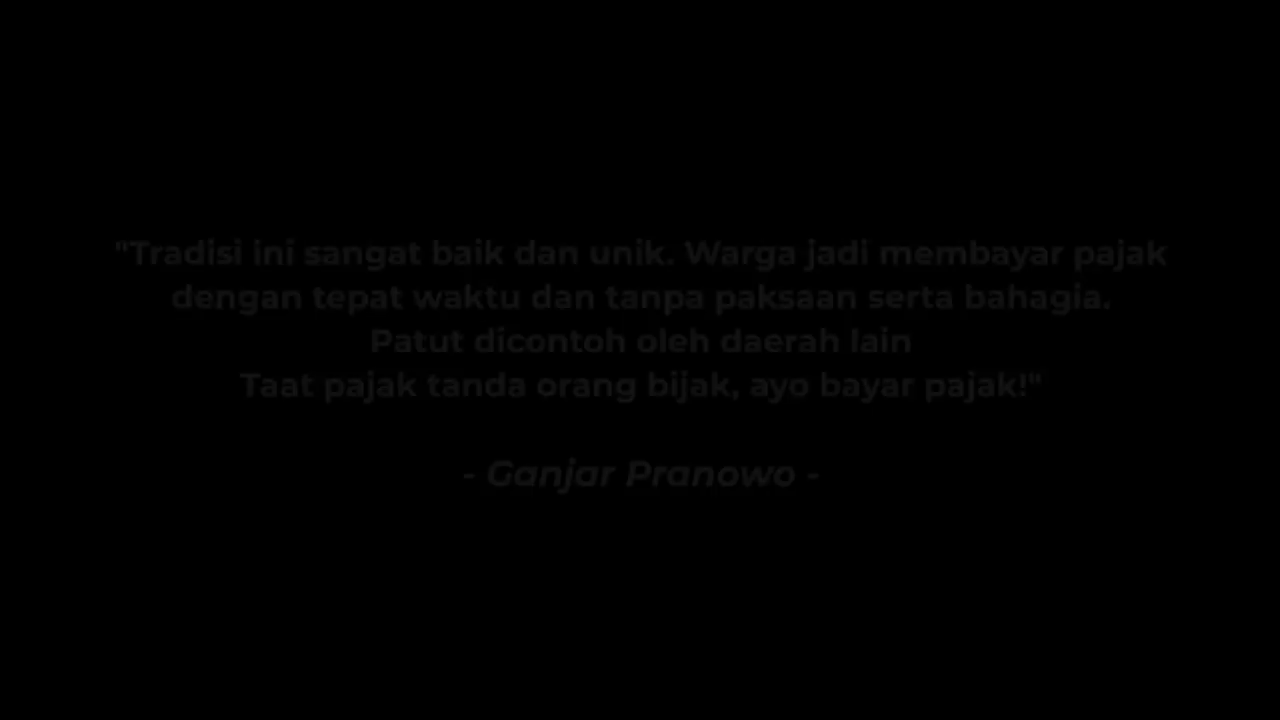 "Tradisi ini sangat baik dan unik. Warga jadi membayar pajak
dengan tepat waktu dan tanpa paksaan serta bahagia.
Patut dicontoh oleh daerah lain
Taat pajak tanda orang bijak, ayo bayar pajak!"
- Ganjar Pranowo -